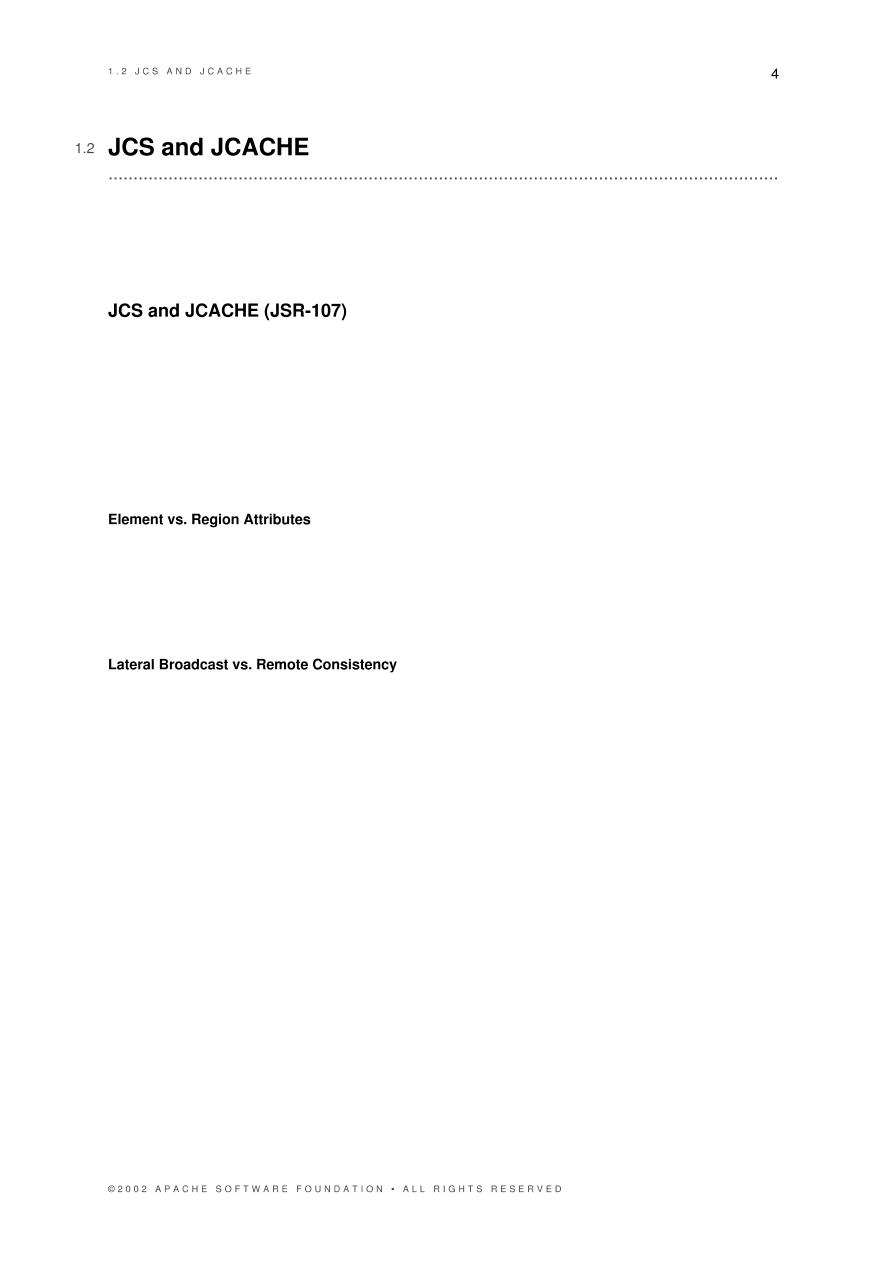 1.2 JCS AND JCACHE 4
1.2 JCS and JCACHE
JCS and JCACHE (JSR-107)
Element vs. Region Attributes
Lateral Broadcast vs. Remote Consistency
©2002 APACHE SOFTWARE FOUNDATION • ALL RIGHTS RESERVED